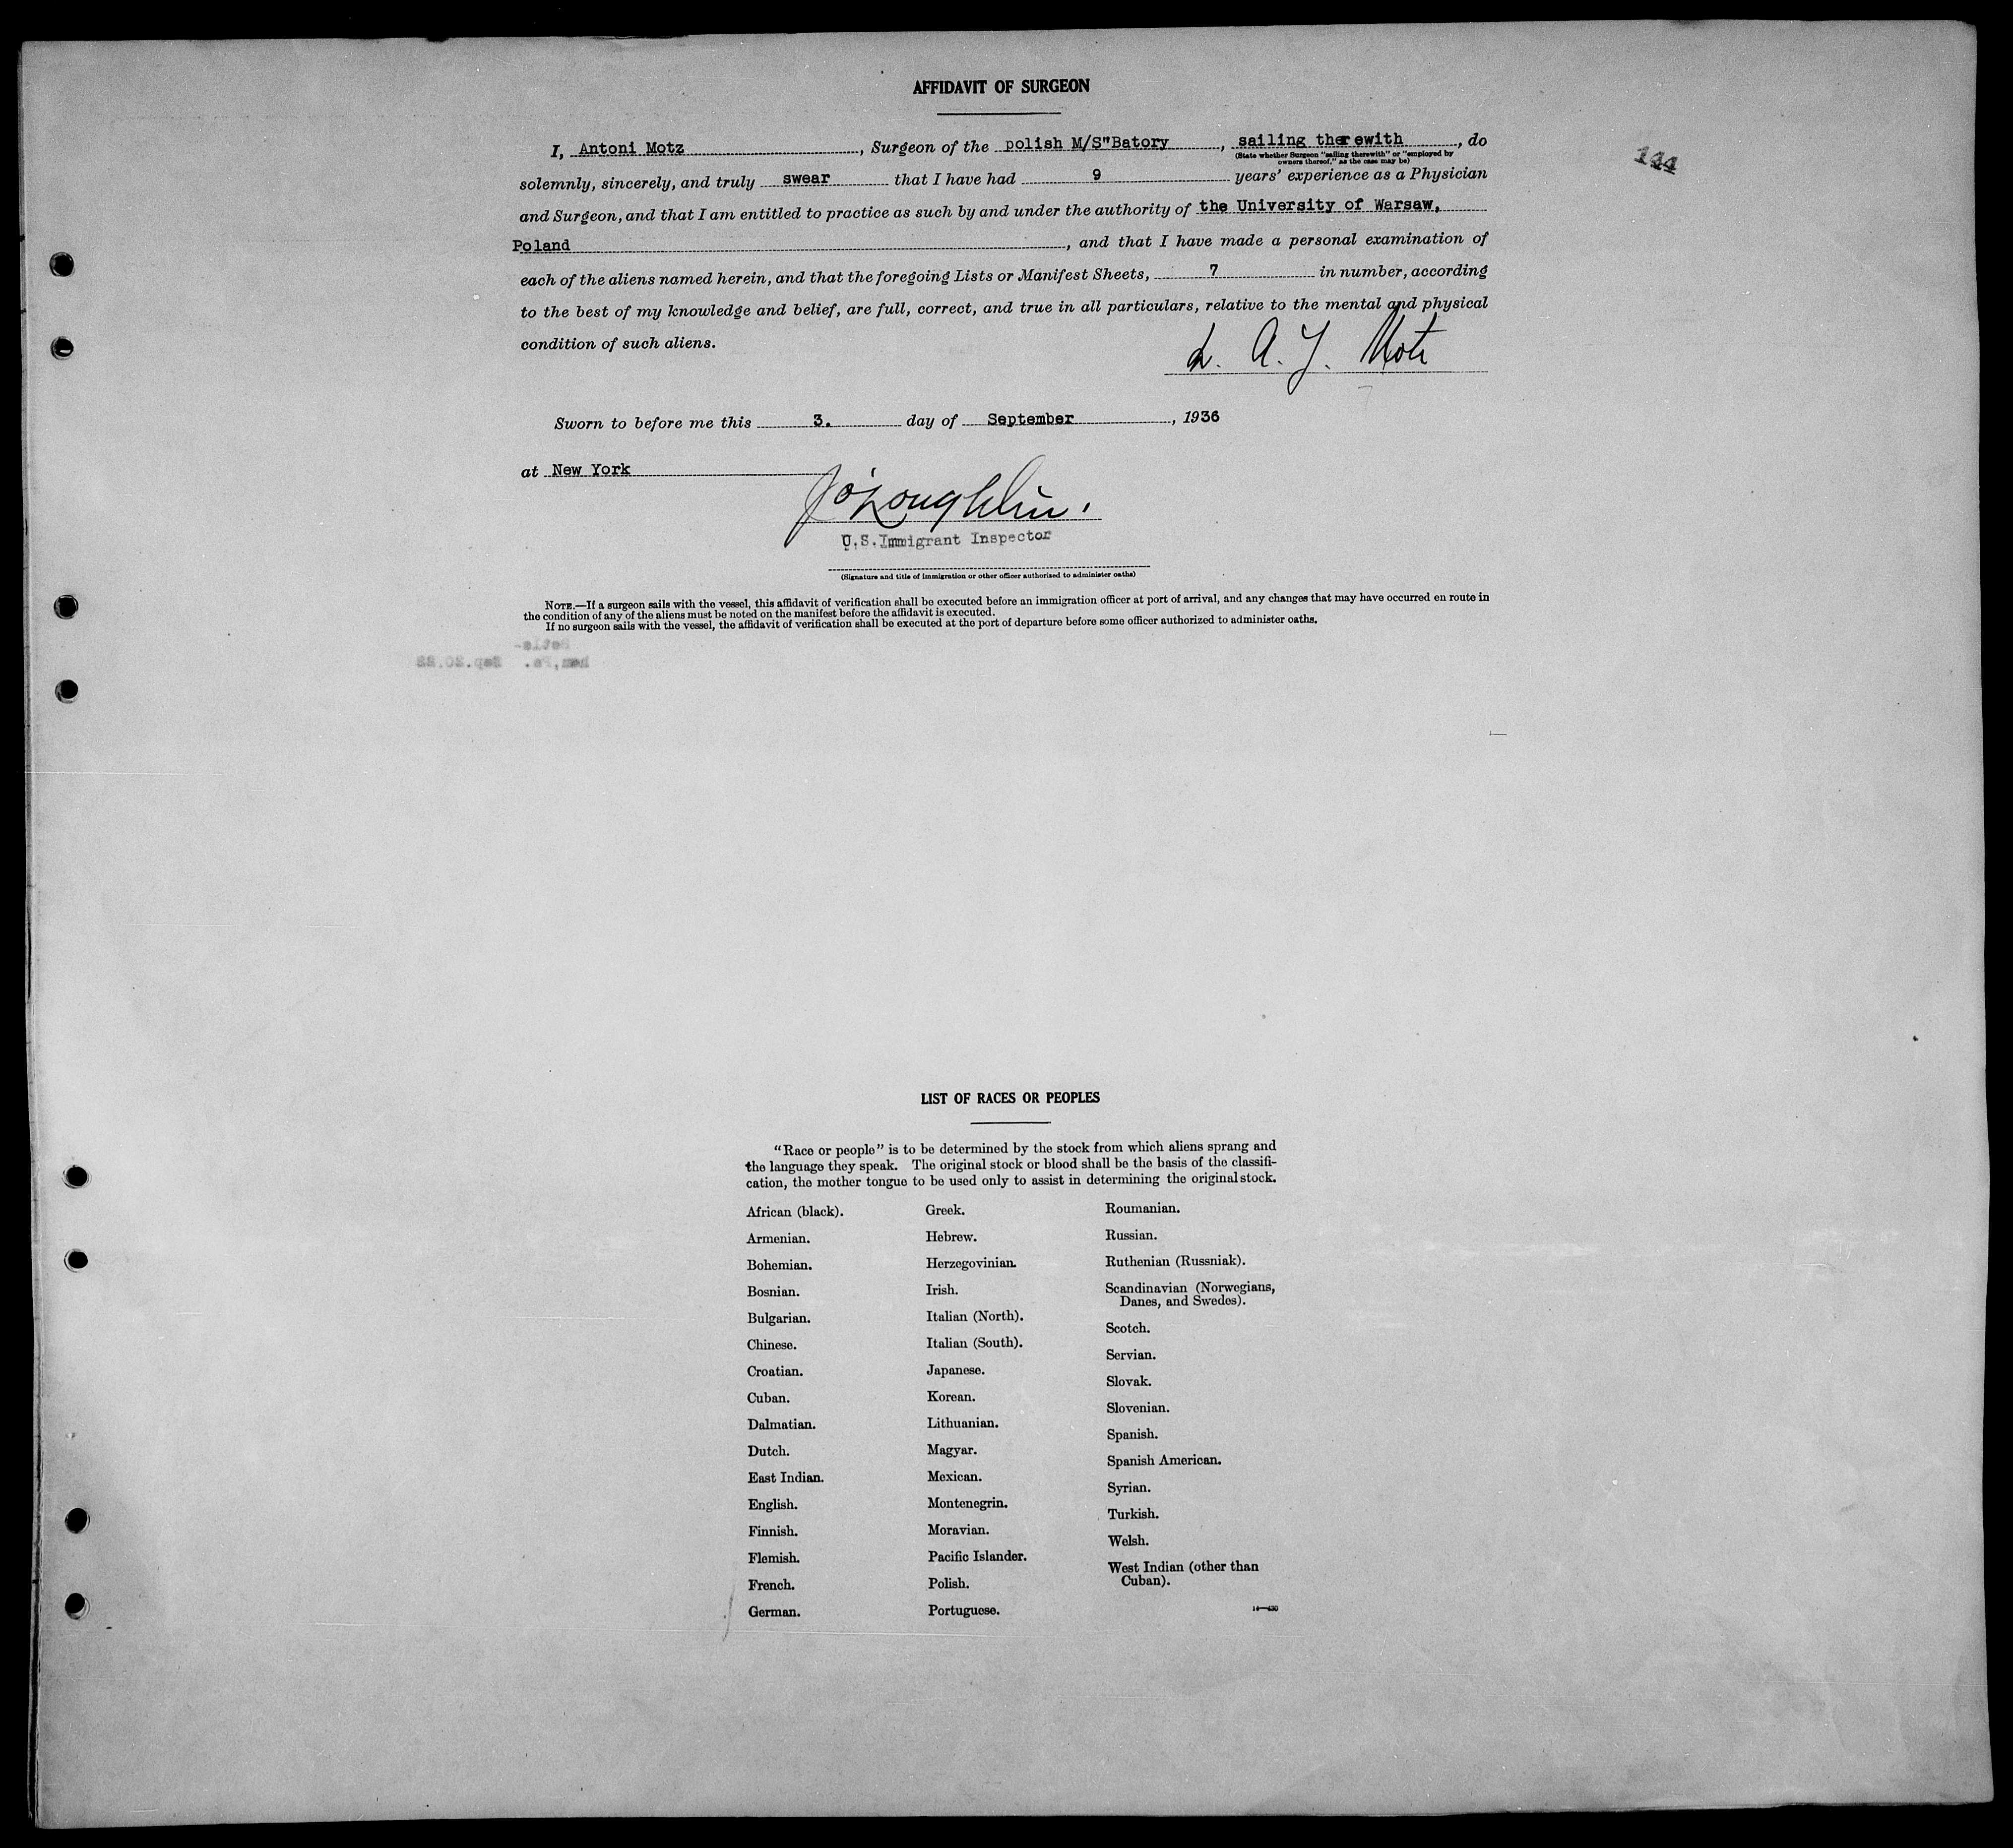 AFFIDAVIT OF SURGEON
144
I, Antoni Motz, Surgeon of the polish M/S"Batory, sailing therewith, do
(State whether Surgeon "sailing therewith" or "employed by
owners thereof," as the case may be)
solemnly, sincerely, and truly swear that I have had 9 years' experience as a Physician
and Surgeon, and that I am entitled to practice as such by and under the authority of the University of Warsaw,
Poland, and that I have made a personal examination of
each of the aliens named herein, and that the foregoing Lists or Manifest Sheets, 7 in number, according
to the best of my knowledge and belief, are full, correct, and true in all particulars, relative to the mental and physical
condition of such aliens.
A. J. Motz
Sworn to before me this 3. day of September, 1936
at New York
O'Loughlin.
U.S.Immigrant Inspector
(Signature and title of immigration or other officer authorized to administer oaths)
NOTE.—If a surgeon sails with the vessel, this affidavit of verification shall be executed before an immigration officer at port of arrival, and any changes that may have occurred en route in
the condition of any of the aliens must be noted on the manifest before the affidavit is executed.
If no surgeon sails with the vessel, the affidavit of verification shall be executed at the port of departure before some officer authorized to administer oaths.
Betle-
hem,Pa. Sep.20.22
LIST OF RACES OR PEOPLES
"Race or people" is to be determined by the stock from which aliens sprang and
the language they speak. The original stock or blood shall be the basis of the classifi-
cation, the mother tongue to be used only to assist in determining the original stock.
African (black).
Armenian.
Bohemian.
Bosnian.
Bulgarian.
Chinese.
Croatian.
Cuban.
Dalmatian.
Dutch.
East Indian.
English.
Finnish.
Flemish.
French.
German.
Greek.
Hebrew.
Herzegovinian.
Irish.
Italian (North).
Italian (South).
Japanese.
Korean.
Lithuanian.
Magyar.
Mexican.
Montenegrin.
Moravian.
Pacific Islander.
Polish.
Portuguese.
Roumanian.
Russian.
Ruthenian (Russniak).
Scandinavian (Norwegians,
Danes, and Swedes).
Scotch.
Servian.
Slovak.
Slovenian.
Spanish.
Spanish American.
Syrian.
Turkish.
Welsh.
West Indian (other than
Cuban).
14—430